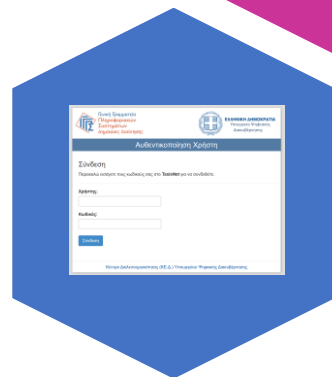 Γενική Γραμματεία
Πληροφοριακών
Συστημάτων
Δημόσιας Διοίκησης
ΕΛΛΗΝΙΚΗ ΔΗΜΟΚΡΑΤΙΑ
Υπουργείο Ψηφιακής
Διακυβέρνησης
Αυθεντικοποίηση Χρήστη
Σύνδεση
Παρακαλώ εισάγετε τους κωδικούς σας στο TaxisNet για να συνδεθείτε.
Χρήστης:
Κωδικός:
Σύνδεση
Κέντρο Διαλειτουργικότητας (ΚΕ.Δ.) Υπουργείου Ψηφιακής Διακυβέρνησης